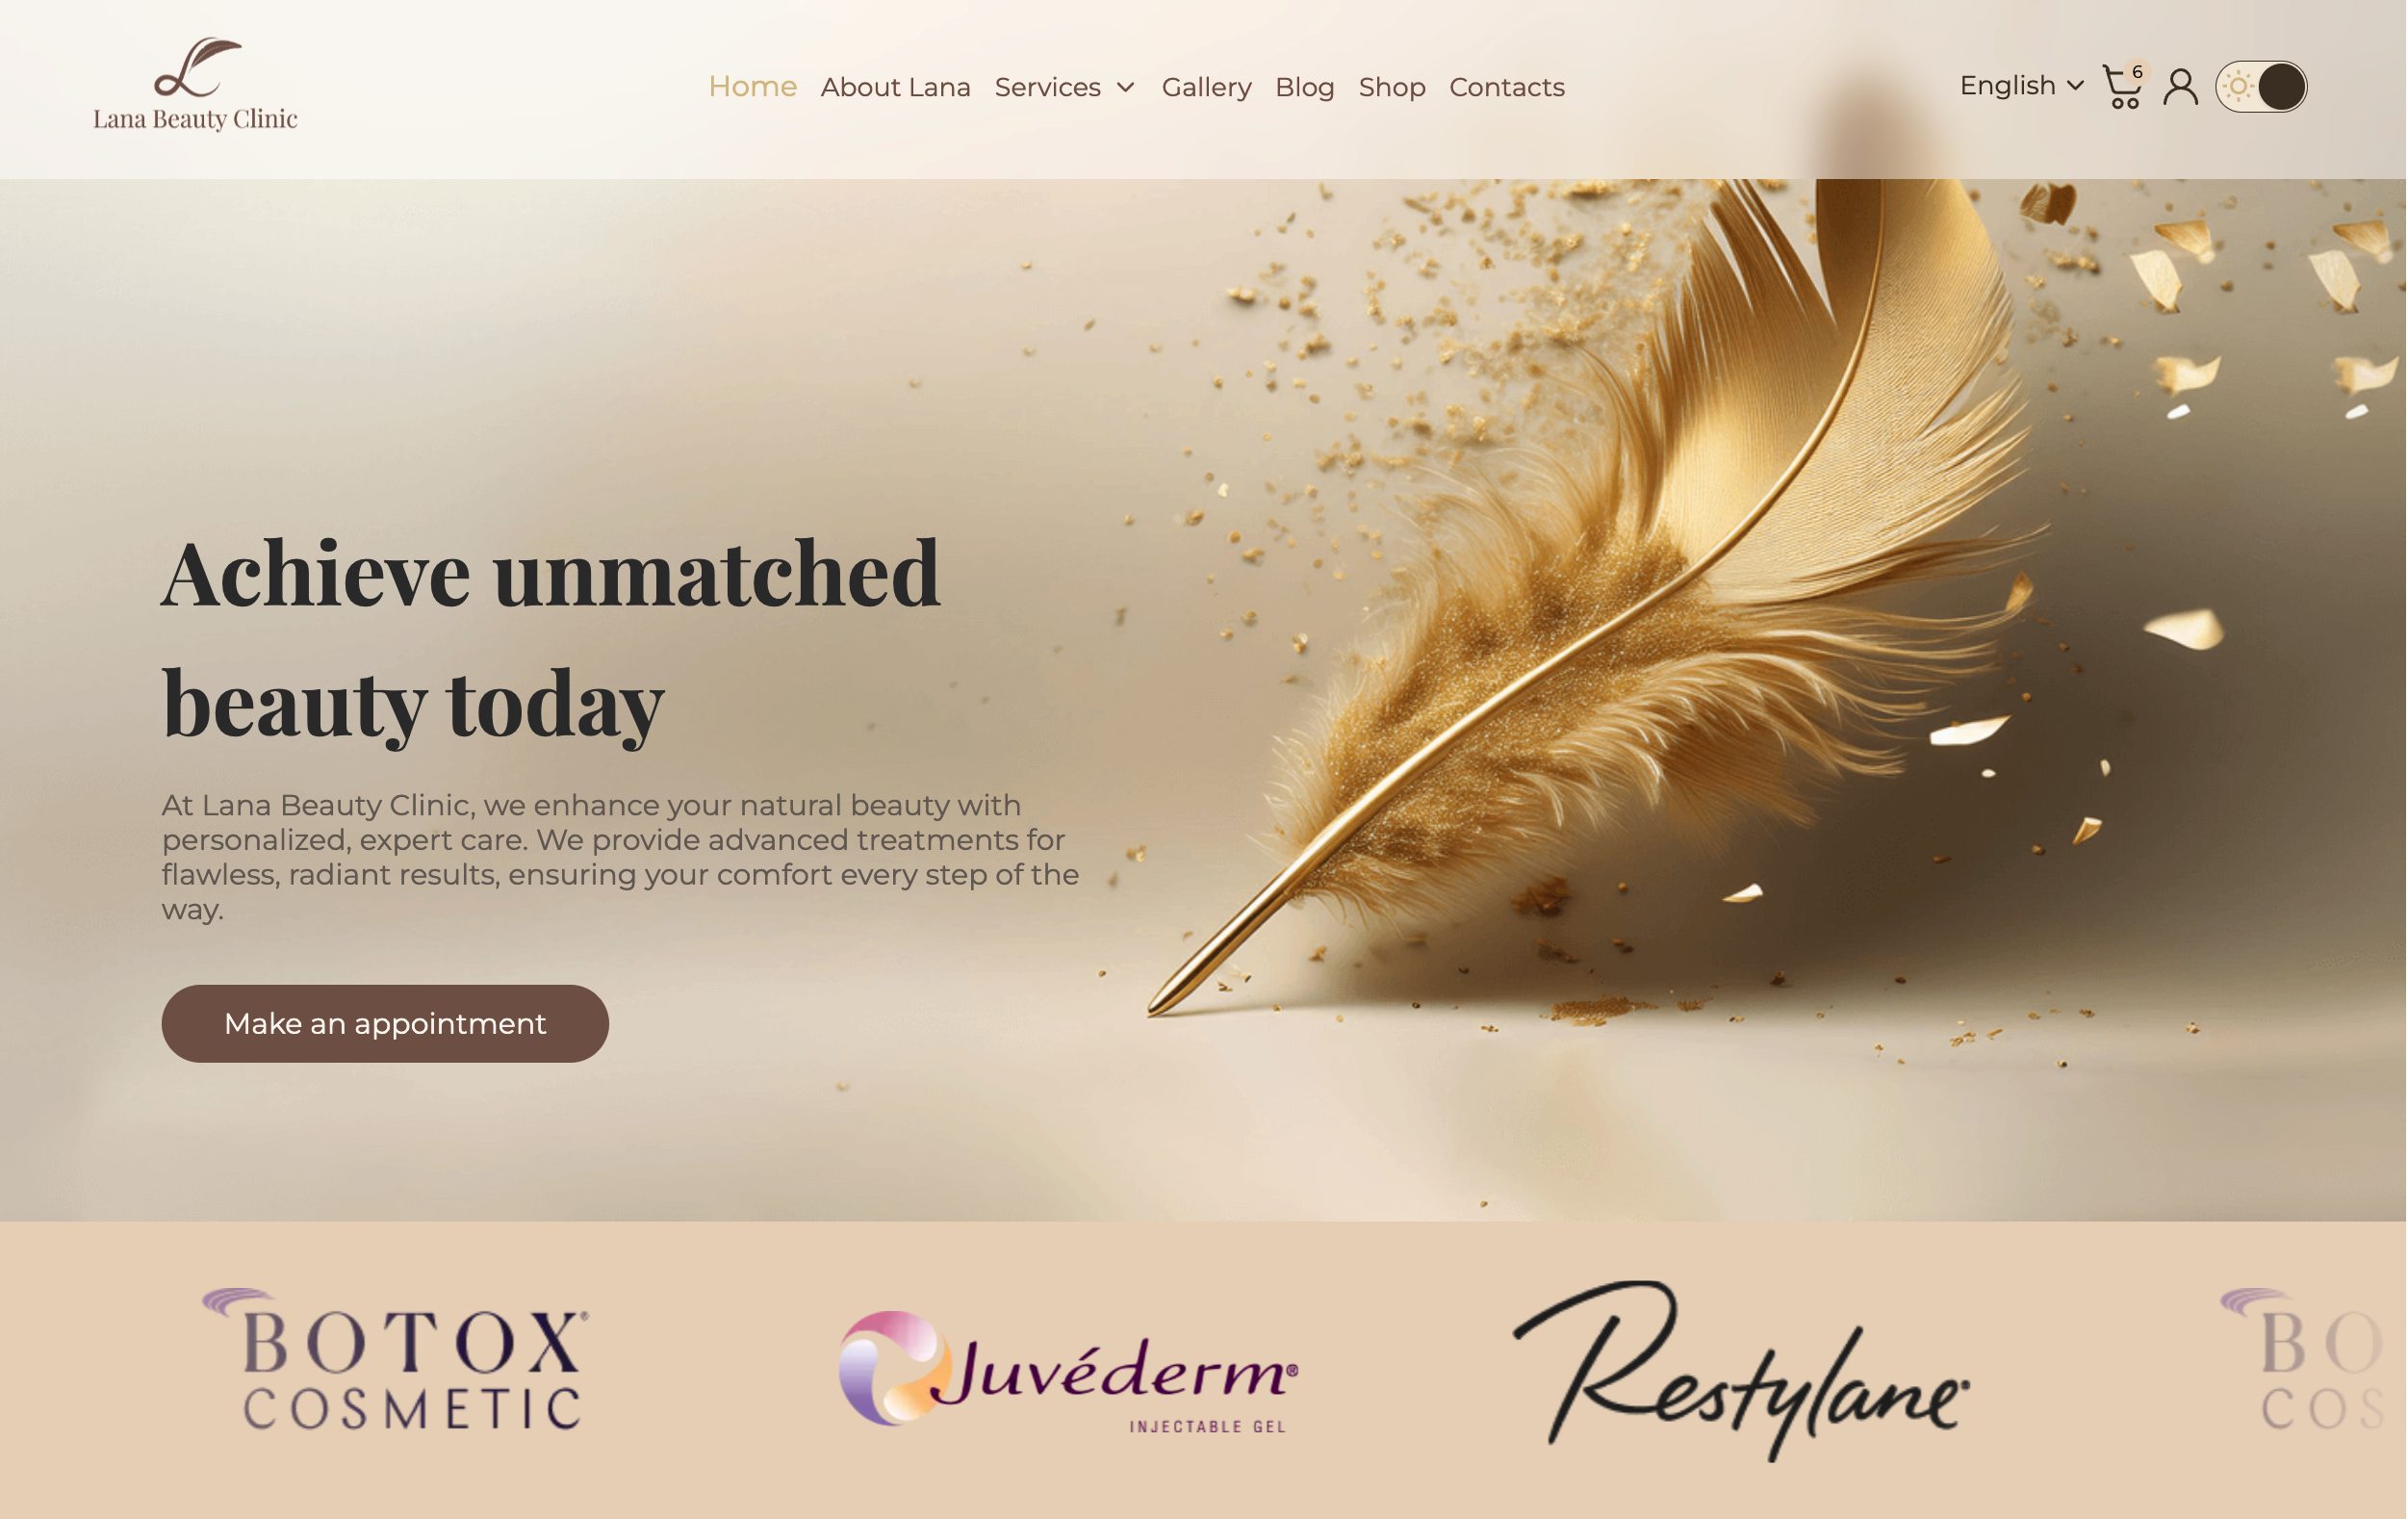 Lana Beauty Clinic
Home About Lana Services Gallery Blog Shop Contacts
English 6
Achieve unmatched
beauty today
At Lana Beauty Clinic, we enhance your natural beauty with
personalized, expert care. We provide advanced treatments for
flawless, radiant results, ensuring your comfort every step of the
way.
Make an appointment
BOTOX®
COSMETIC
Juvéderm®
INJECTABLE GEL
Restylane®
BO
COS